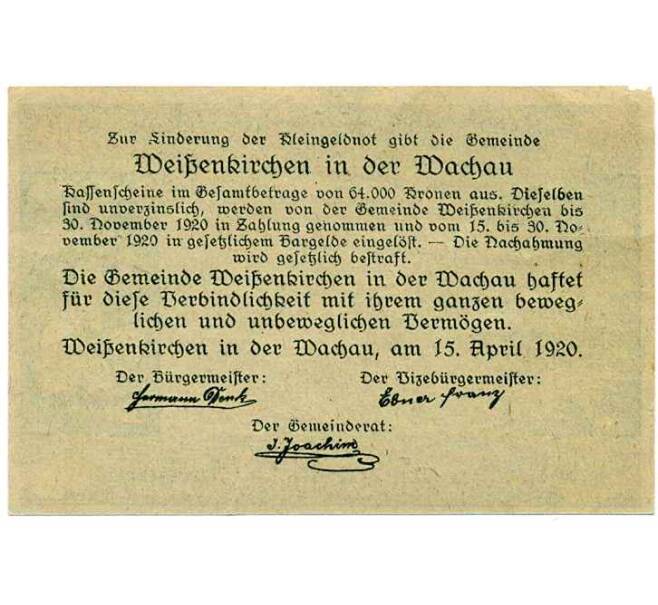 Zur Linderung der Kleingeldnot gibt die Gemeinde
Weißenkirchen in der Wachau
Kassenscheine im Gesamtbetrage von 64.000 Kronen aus. Dieselben
sind unverzinslich, werden von der Gemeinde Weißenkirchen bis
30. November 1920 in Zahlung genommen und vom 15. bis 30. No-
vember 1920 in gesetzlichem Bargelde eingelöst. — Die Nachahmung
wird gesetzlich bestraft.
Die Gemeinde Weißenkirchen in der Wachau haftet
für diese Verbindlichkeit mit ihrem ganzen beweg-
lichen und unbeweglichen Vermögen.
Weißenkirchen in der Wachau, am 15. April 1920.
Der Bürgermeister: Der Vizebürgermeister:
Hermann Denk Ebner Franz
Der Gemeinderat:
J. Joachim